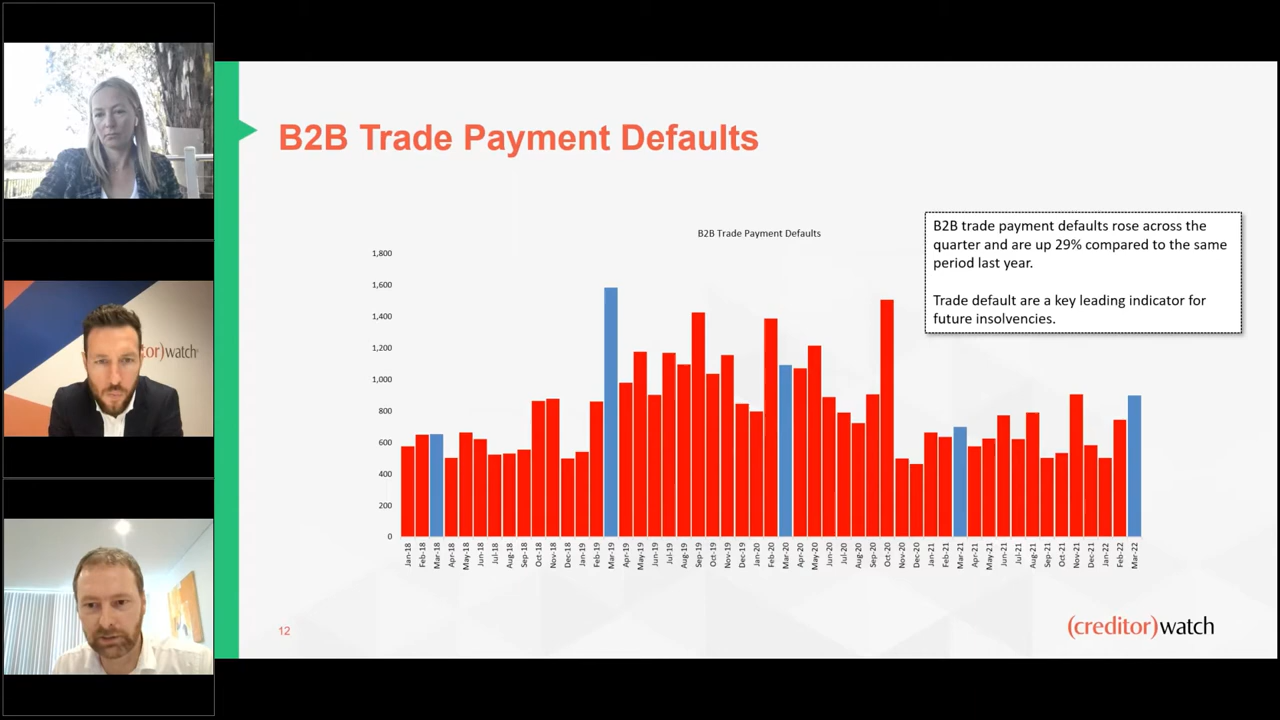 B2B Trade Payment Defaults
B2B Trade Payment Defaults
B2B trade payment defaults rose across the
quarter and are up 29% compared to the same
period last year.
Trade default are a key leading indicator for
future insolvencies.
1,800
1,600
1,400
1,200
1,000
800
600
400
200
0
Jan-18
Feb-18
Mar-18
Apr-18
May-18
Jun-18
Jul-18
Aug-18
Sep-18
Oct-18
Nov-18
Dec-18
Jan-19
Feb-19
Mar-19
Apr-19
May-19
Jun-19
Jul-19
Aug-19
Sep-19
Oct-19
Nov-19
Dec-19
Jan-20
Feb-20
Mar-20
Apr-20
May-20
Jun-20
Jul-20
Aug-20
Sep-20
Oct-20
Nov-20
Dec-20
Jan-21
Feb-21
Mar-21
Apr-21
May-21
Jun-21
Jul-21
Aug-21
Sep-21
Oct-21
Nov-21
Dec-21
Jan-22
Feb-22
Mar-22
12
(creditor)watch
itor)watch